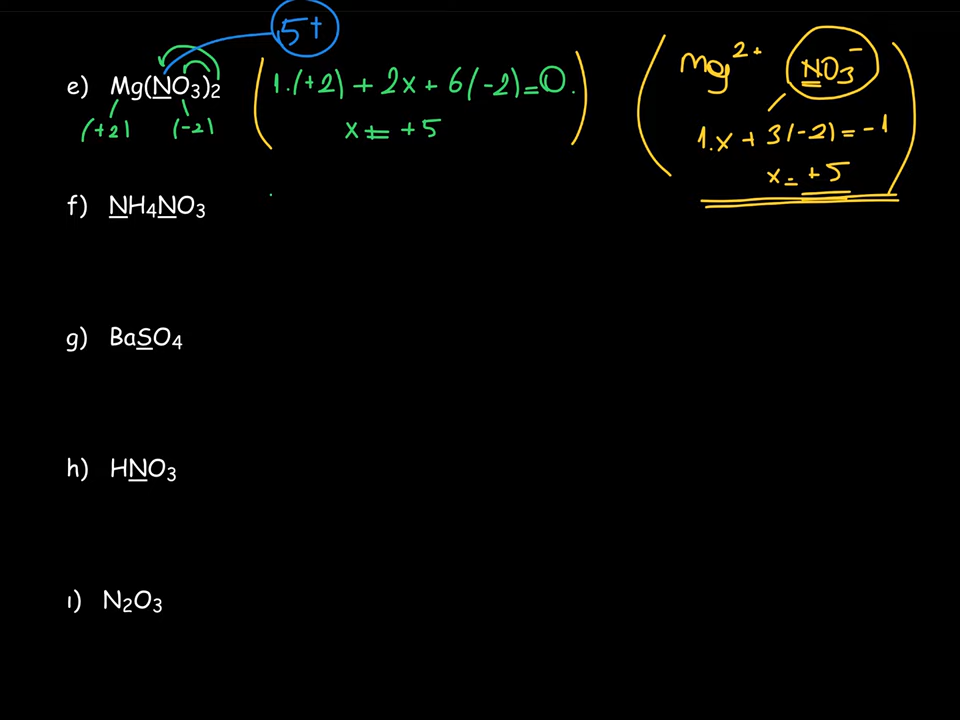 5+
e) Mg(NO3)2 (1.(+2) + 2x + 6(-2) = 0.)
(+2) (-2) x = +5
(Mg2+ NO3-)
1.x + 3(-2) = -1
x = +5
f) NH4NO3
g) BaSO4
h) HNO3
ı) N2O3